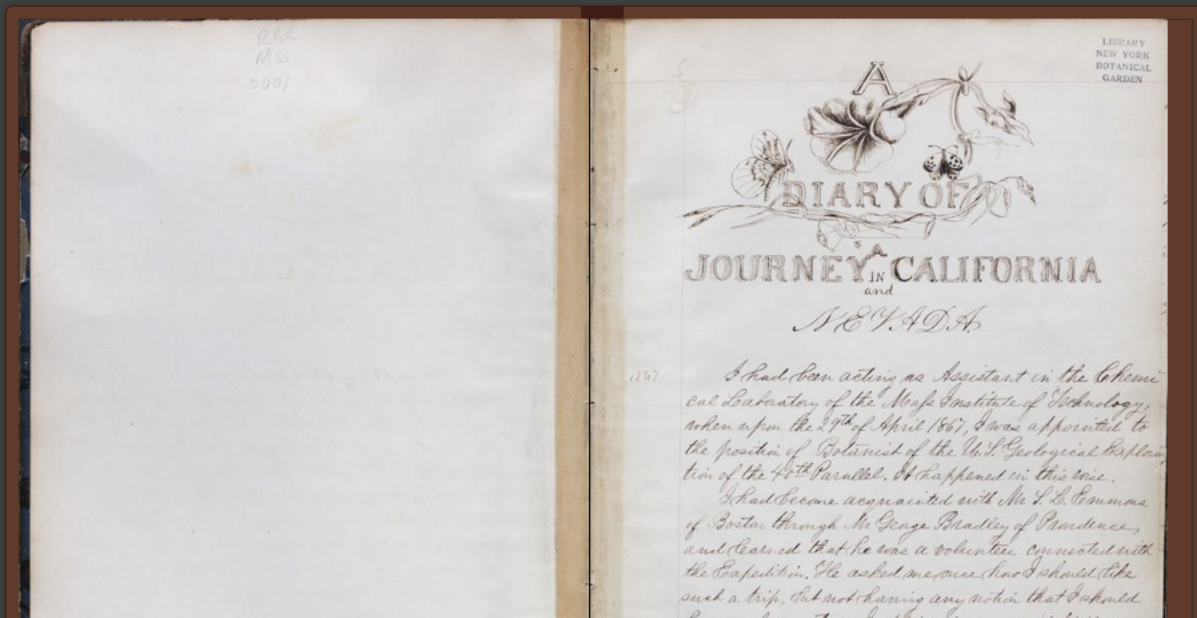 RBR
Mss
0001
LIBRARY
NEW YORK
BOTANICAL
GARDEN
A
DIARY OF
A
JOURNEY IN CALIFORNIA
and
NEVADA.
1867
I had been acting as Assistant in the Chemi
cal Laboratory of the Mass Institute of Technology,
when upon the 29th of April 1867, I was appointed to
the position of Botanist of the U.S. Geological Explora
tion of the 40th Parallel. It happened in this wise.
I had become acquainted with Mr S. F. Emmons
of Boston through Mr George Bradley of Providence,
and learned that he was a volunteer connected with
the Expedition. He asked me once how I should like
such a trip, but not having any notion that I should